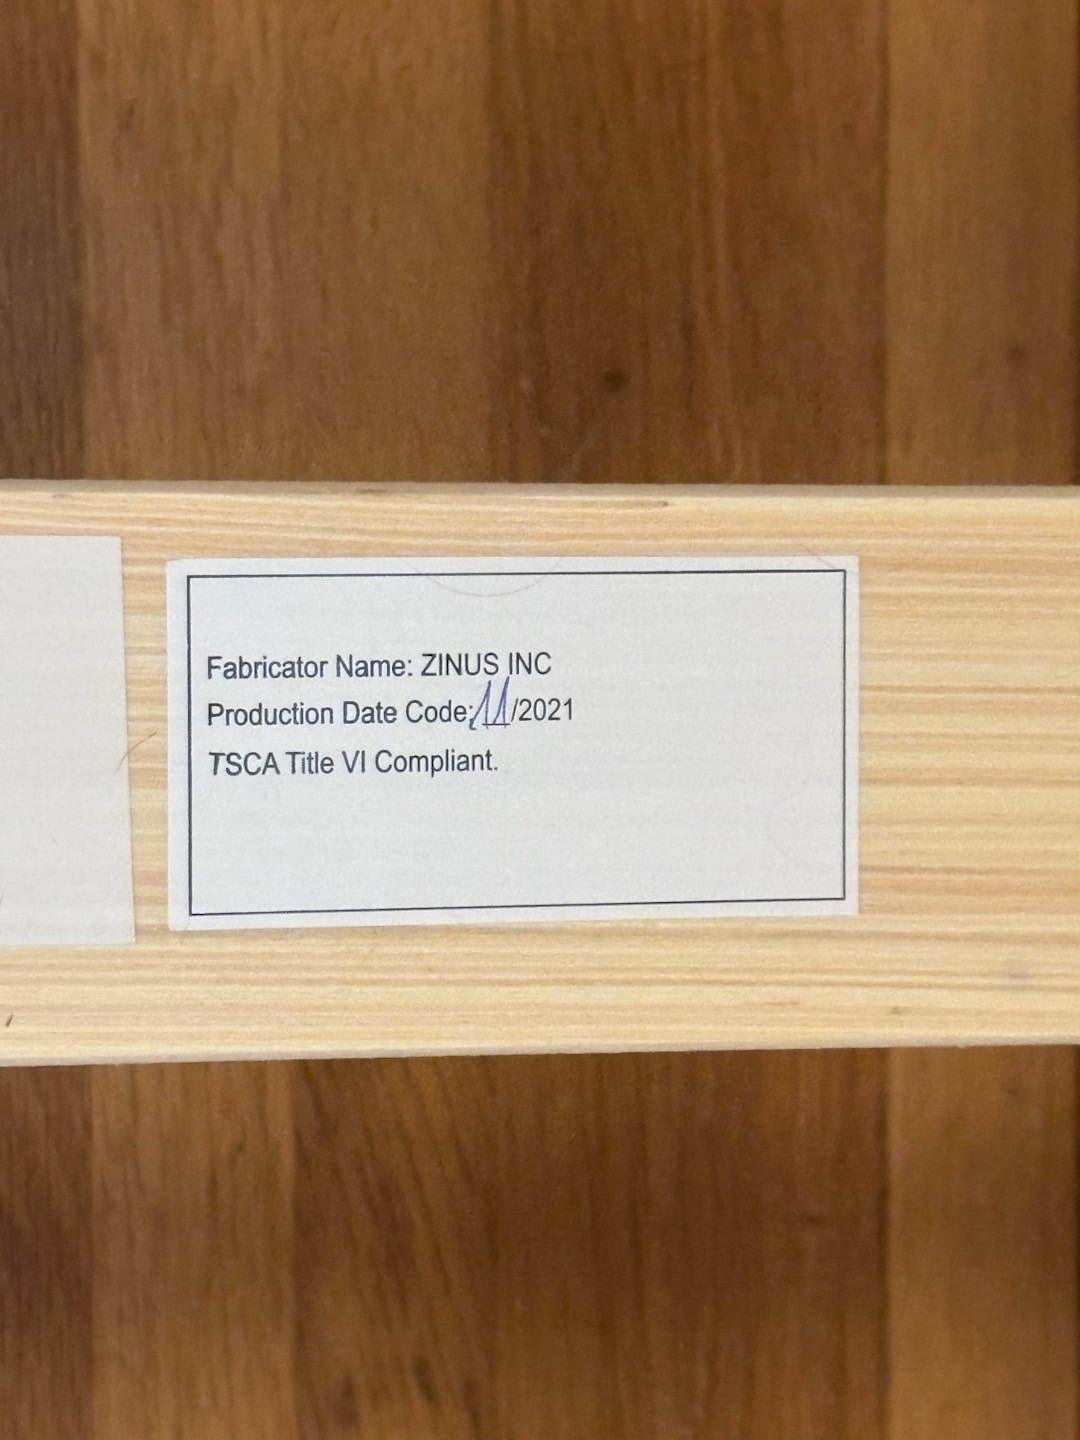 Fabricator Name: ZINUS INC
Production Date Code: 11/2021
TSCA Title VI Compliant.